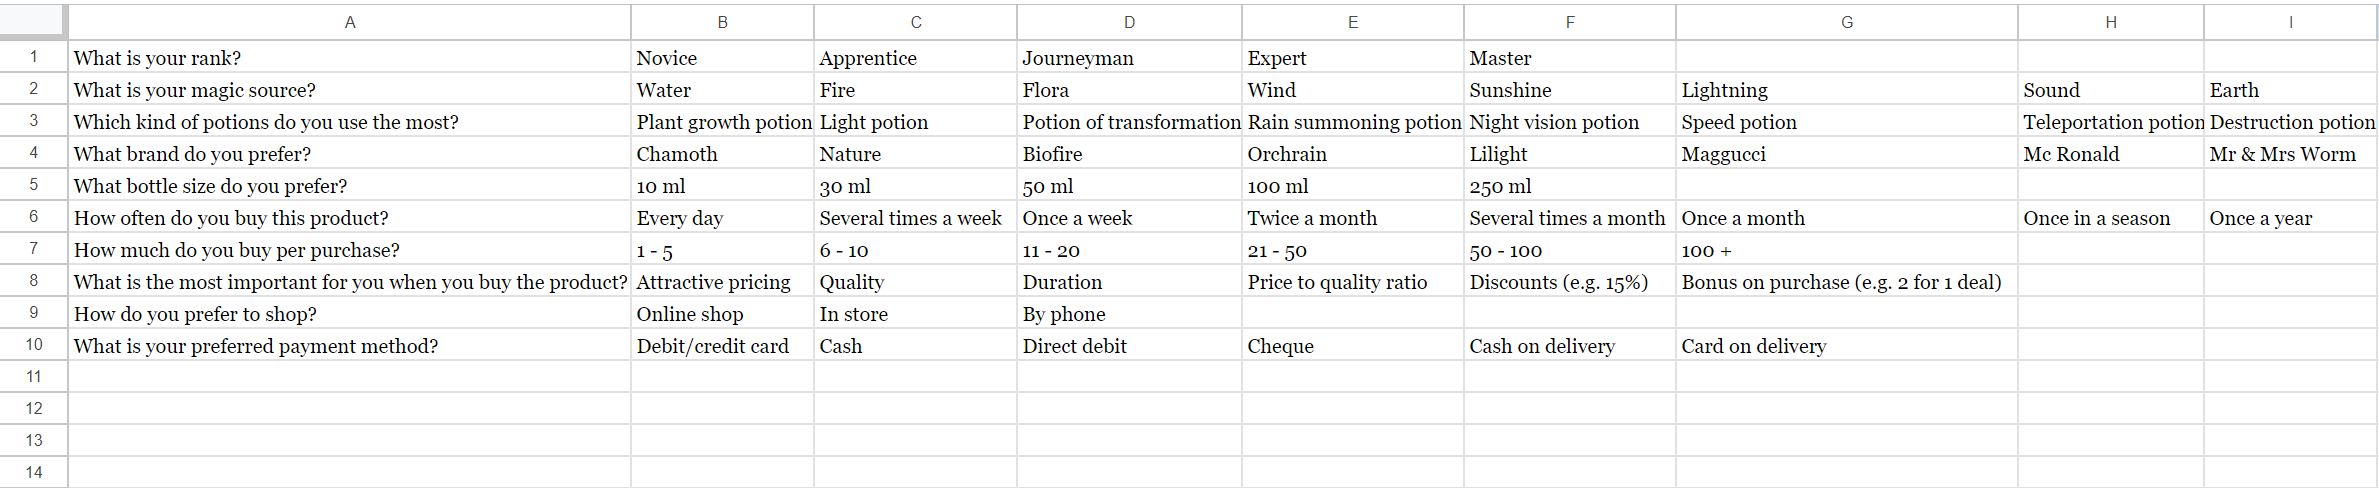 A B C D E F G H I
1 What is your rank? Novice Apprentice Journeyman Expert Master
2 What is your magic source? Water Fire Flora Wind Sunshine Lightning Sound Earth
3 Which kind of potions do you use the most? Plant growth potion Light potion Potion of transformation Rain summoning potion Night vision potion Speed potion Teleportation potion Destruction potion
4 What brand do you prefer? Chamoth Nature Biofire Orchrain Lilight Maggucci Mc Ronald Mr & Mrs Worm
5 What bottle size do you prefer? 10 ml 30 ml 50 ml 100 ml 250 ml
6 How often do you buy this product? Every day Several times a week Once a week Twice a month Several times a month Once a month Once in a season Once a year
7 How much do you buy per purchase? 1 - 5 6 - 10 11 - 20 21 - 50 50 - 100 100 +
8 What is the most important for you when you buy the product? Attractive pricing Quality Duration Price to quality ratio Discounts (e.g. 15%) Bonus on purchase (e.g. 2 for 1 deal)
9 How do you prefer to shop? Online shop In store By phone
10 What is your preferred payment method? Debit/credit card Cash Direct debit Cheque Cash on delivery Card on delivery
11
12
13
14